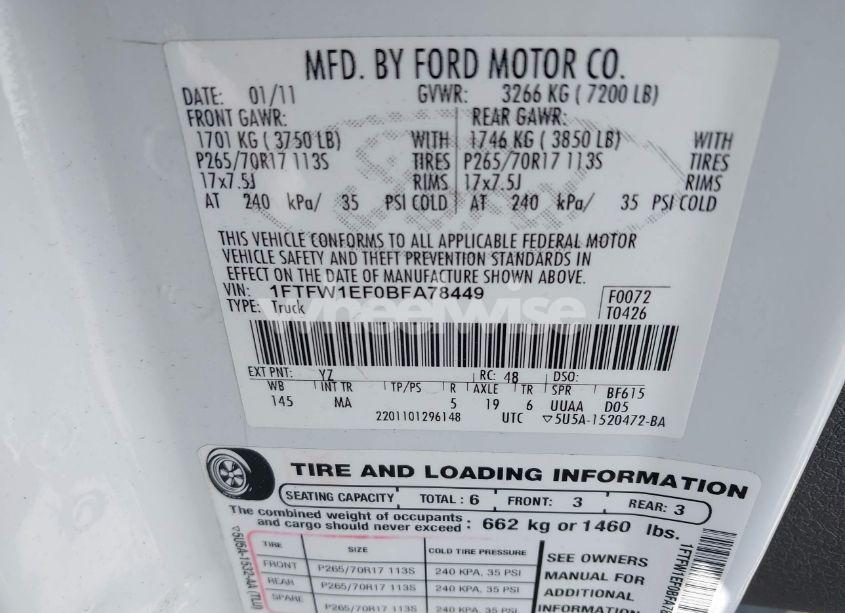 MFD. BY FORD MOTOR CO.
DATE: 01/11 GVWR: 3266 KG ( 7200 LB)
FRONT GAWR: REAR GAWR:
1701 KG ( 3750 LB) WITH 1746 KG ( 3850 LB) WITH
P265/70R17 113S TIRES P265/70R17 113S TIRES
17x7.5J RIMS 17x7.5J RIMS
AT 240 kPa/ 35 PSI COLD AT 240 kPa/ 35 PSI COLD
THIS VEHICLE CONFORMS TO ALL APPLICABLE FEDERAL MOTOR
VEHICLE SAFETY AND THEFT PREVENTION STANDARDS IN
EFFECT ON THE DATE OF MANUFACTURE SHOWN ABOVE.
VIN: 1FTFW1EF0BFA78449 F0072
TYPE: Truck T0426
wheelwise
EXT PNT: YZ RC: 48 DSO:
WB INT TR TP/PS R AXLE TR SPR BF615
145 MA 5 19 6 UUAA D05
2201101296148 UTC ▽5U5A-1520472-BA
TIRE AND LOADING INFORMATION
SEATING CAPACITY TOTAL : 6 FRONT: 3 REAR: 3
The combined weight of occupants
and cargo should never exceed : 662 kg or 1460 lbs.
TIRE SIZE COLD TIRE PRESSURE
FRONT P265/70R17 113S 240 KPA, 35 PSI
REAR P265/70R17 113S 240 KPA, 35 PSI
SPARE P265/70R17 113S 240 KPA, 35 PSI
SEE OWNERS
MANUAL FOR
ADDITIONAL
INFORMATION